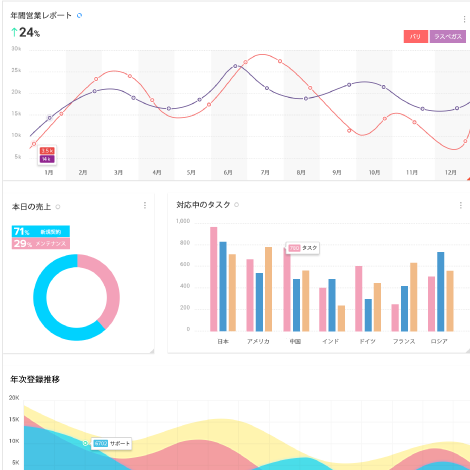 年間営業レポート
↑24%
パリ ラスベガス
30k
25k
20k
15k
10k
5k
3.5 k
14 k
1月 2月 3月 4月 5月 6月 7月 8月 9月 10月 11月 12月
本日の売上
71% 新規契約
29% メンテナンス
対応中のタスク
1,000
800
600
400
200
0
タスク
日本 アメリカ 中国 インド ドイツ フランス ロシア
年次登録推移
20K
15K
10K
5K
サポート